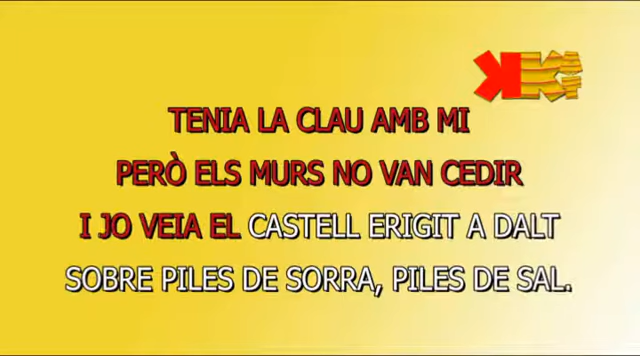 TENIA LA CLAU AMB MI
PERÒ ELS MURS NO VAN CEDIR
I JO VEIA EL CASTELL ERIGIT A DALT
SOBRE PILES DE SORRA, PILES DE SAL.